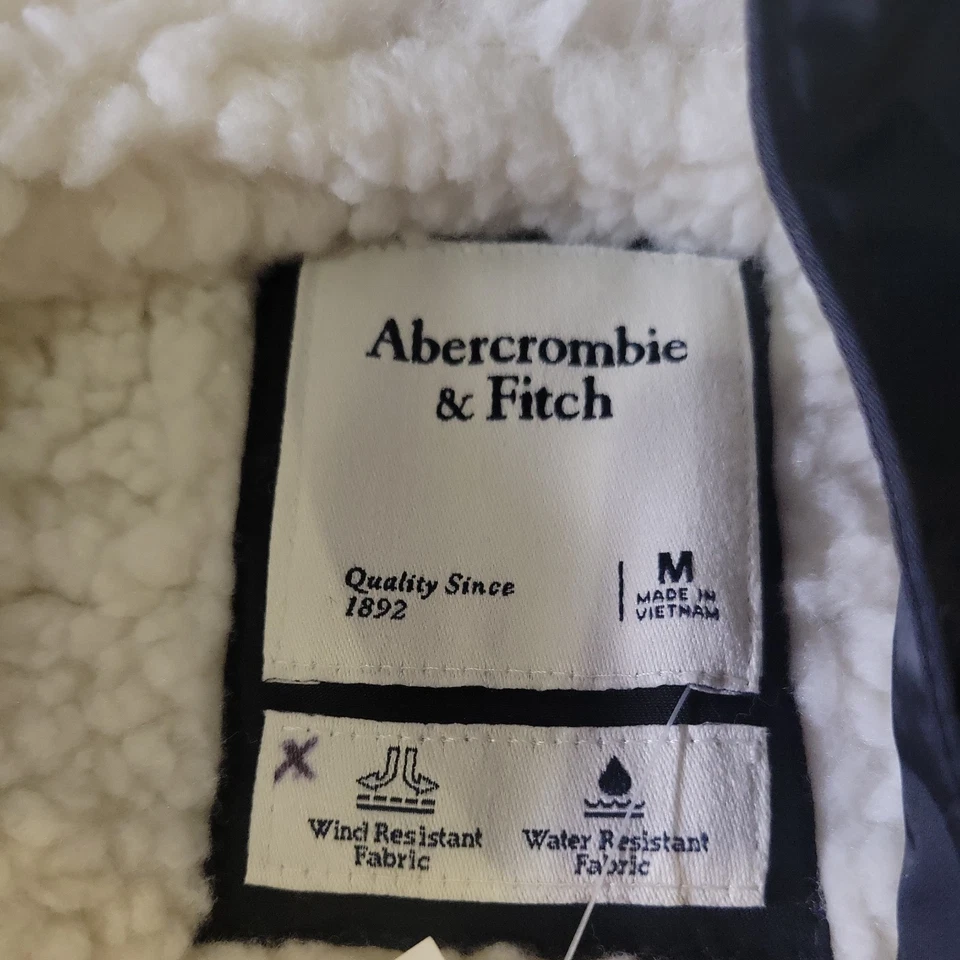 Abercrombie
& Fitch
Quality Since
1892
M
MADE IN
VIETNAM
Wind Resistant
Fabric
Water Resistant
Fabric